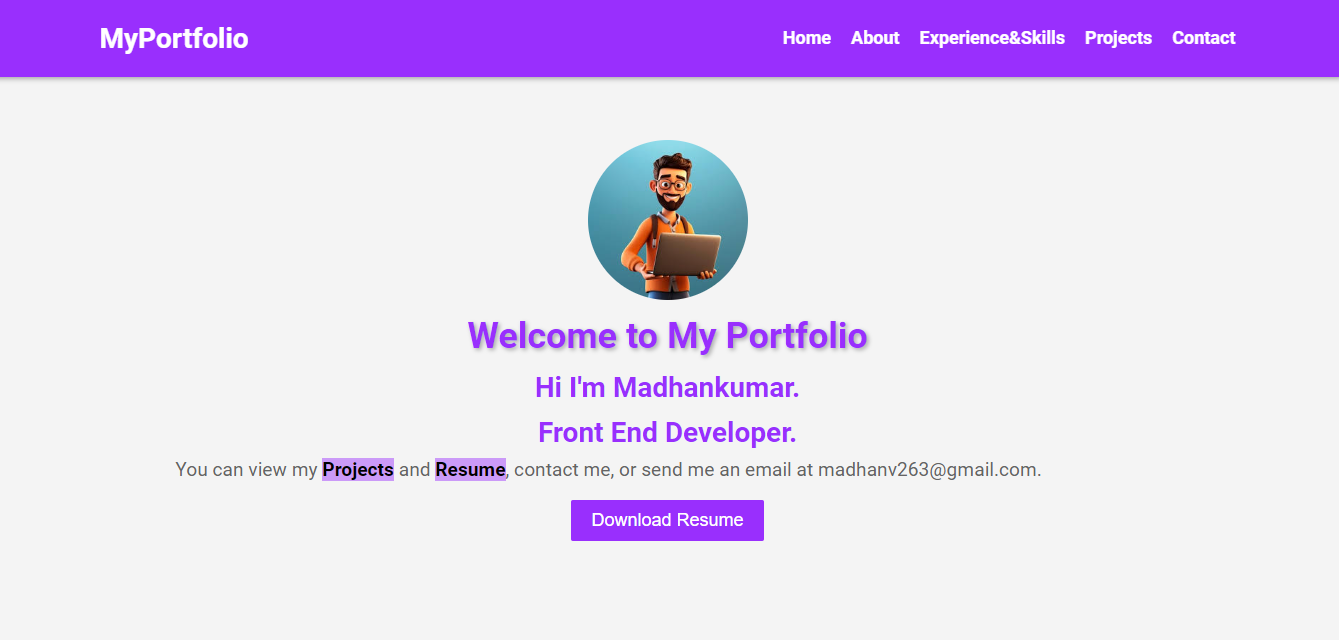 MyPortfolio
Home About Experience&Skills Projects Contact
Welcome to My Portfolio
Hi I'm Madhankumar.
Front End Developer.
You can view my Projects and Resume, contact me, or send me an email at madhanv263@gmail.com.
Download Resume